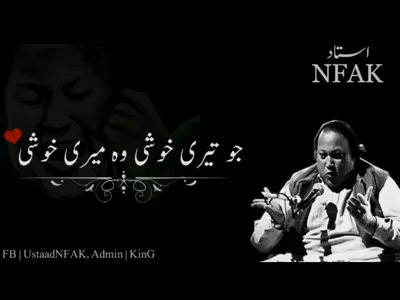 استاد
NFAK
جو تیری خوشی وہ میری خوشی
FB | UstaadNFAK, Admin | KinG